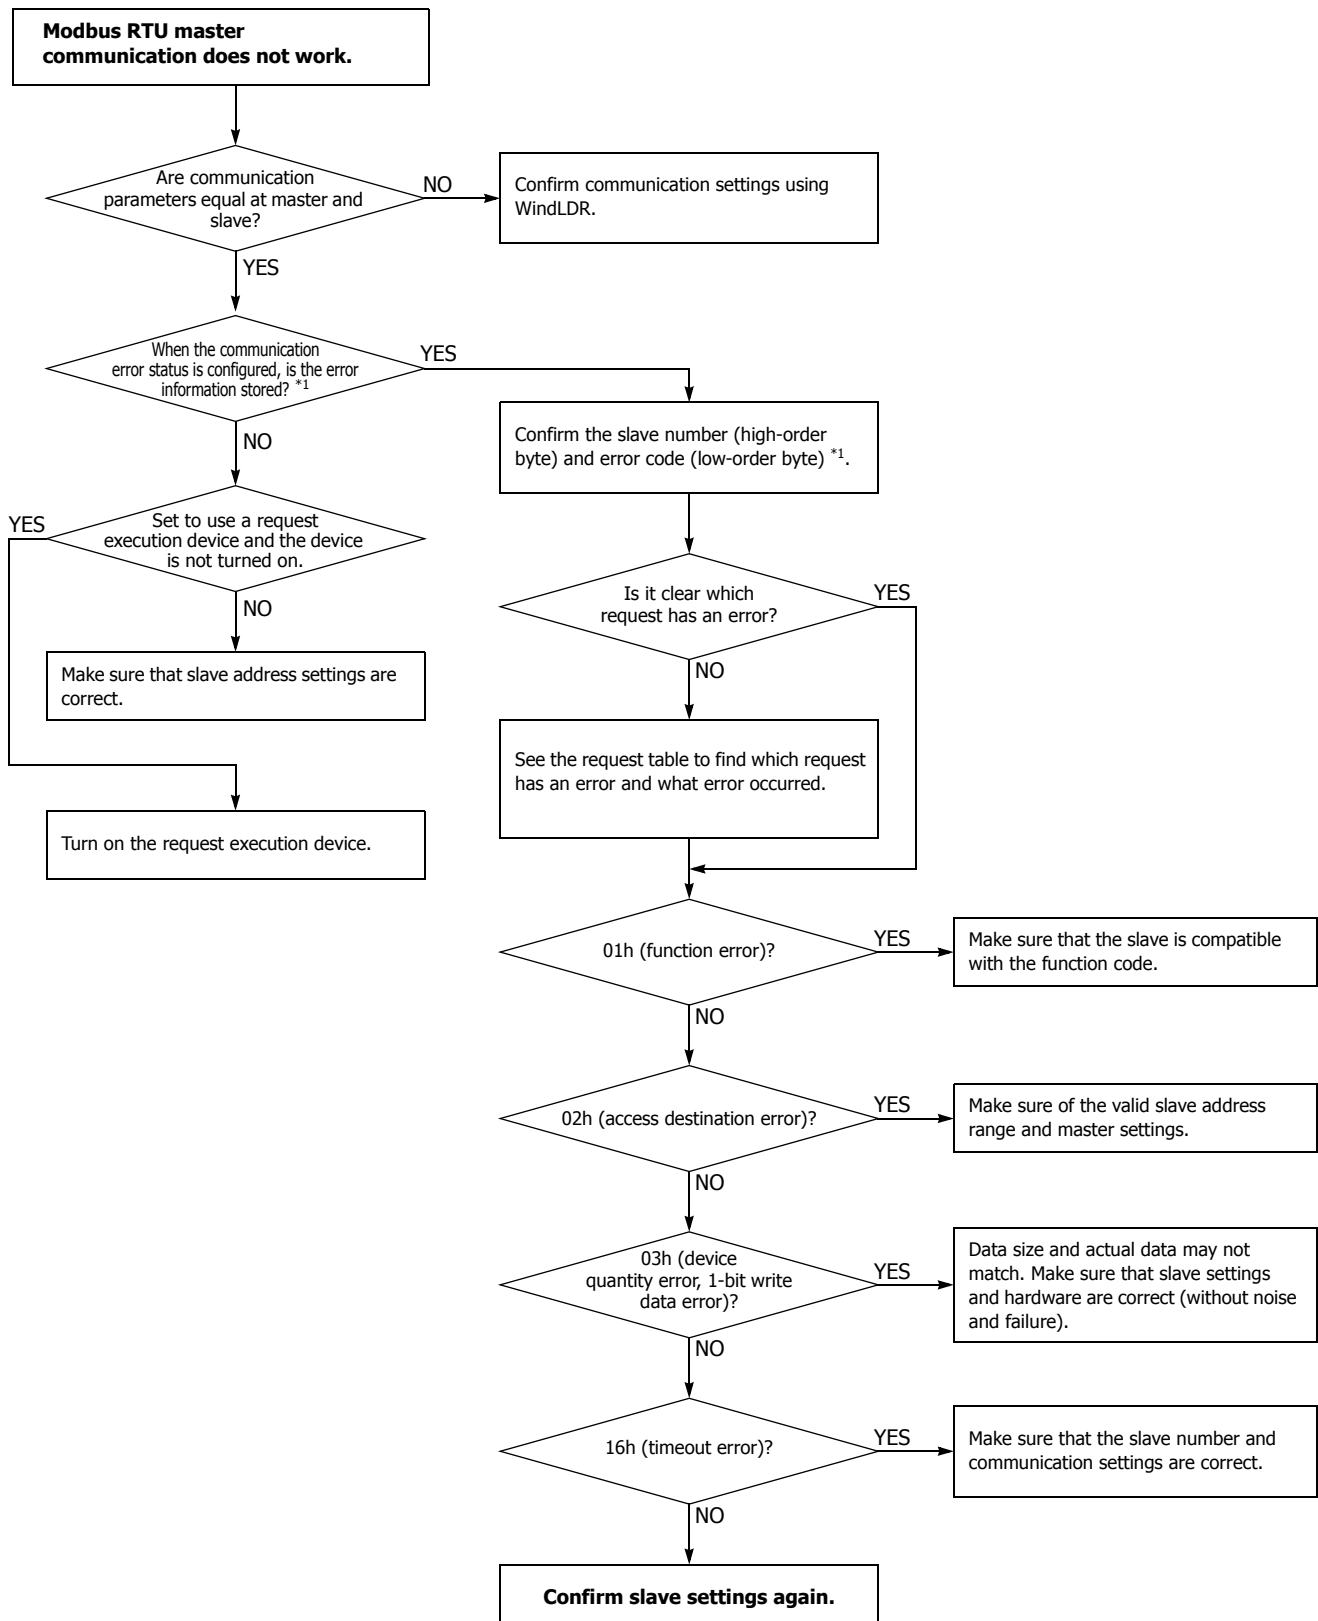 Modbus RTU master
communication does not work.
Are communication
parameters equal at master and
slave?
NO
Confirm communication settings using
WindLDR.
YES
When the communication
error status is configured, is the error
information stored? *1
YES
Confirm the slave number (high-order
byte) and error code (low-order byte) *1.
NO
YES
Set to use a request
execution device and the device
is not turned on.
NO
Make sure that slave address settings are
correct.
Turn on the request execution device.
Is it clear which
request has an error?
YES
NO
See the request table to find which request
has an error and what error occurred.
01h (function error)?
YES
Make sure that the slave is compatible
with the function code.
NO
02h (access destination error)?
YES
Make sure of the valid slave address
range and master settings.
NO
03h (device
quantity error, 1-bit write
data error)?
YES
Data size and actual data may not
match. Make sure that slave settings
and hardware are correct (without noise
and failure).
NO
16h (timeout error)?
YES
Make sure that the slave number and
communication settings are correct.
NO
Confirm slave settings again.